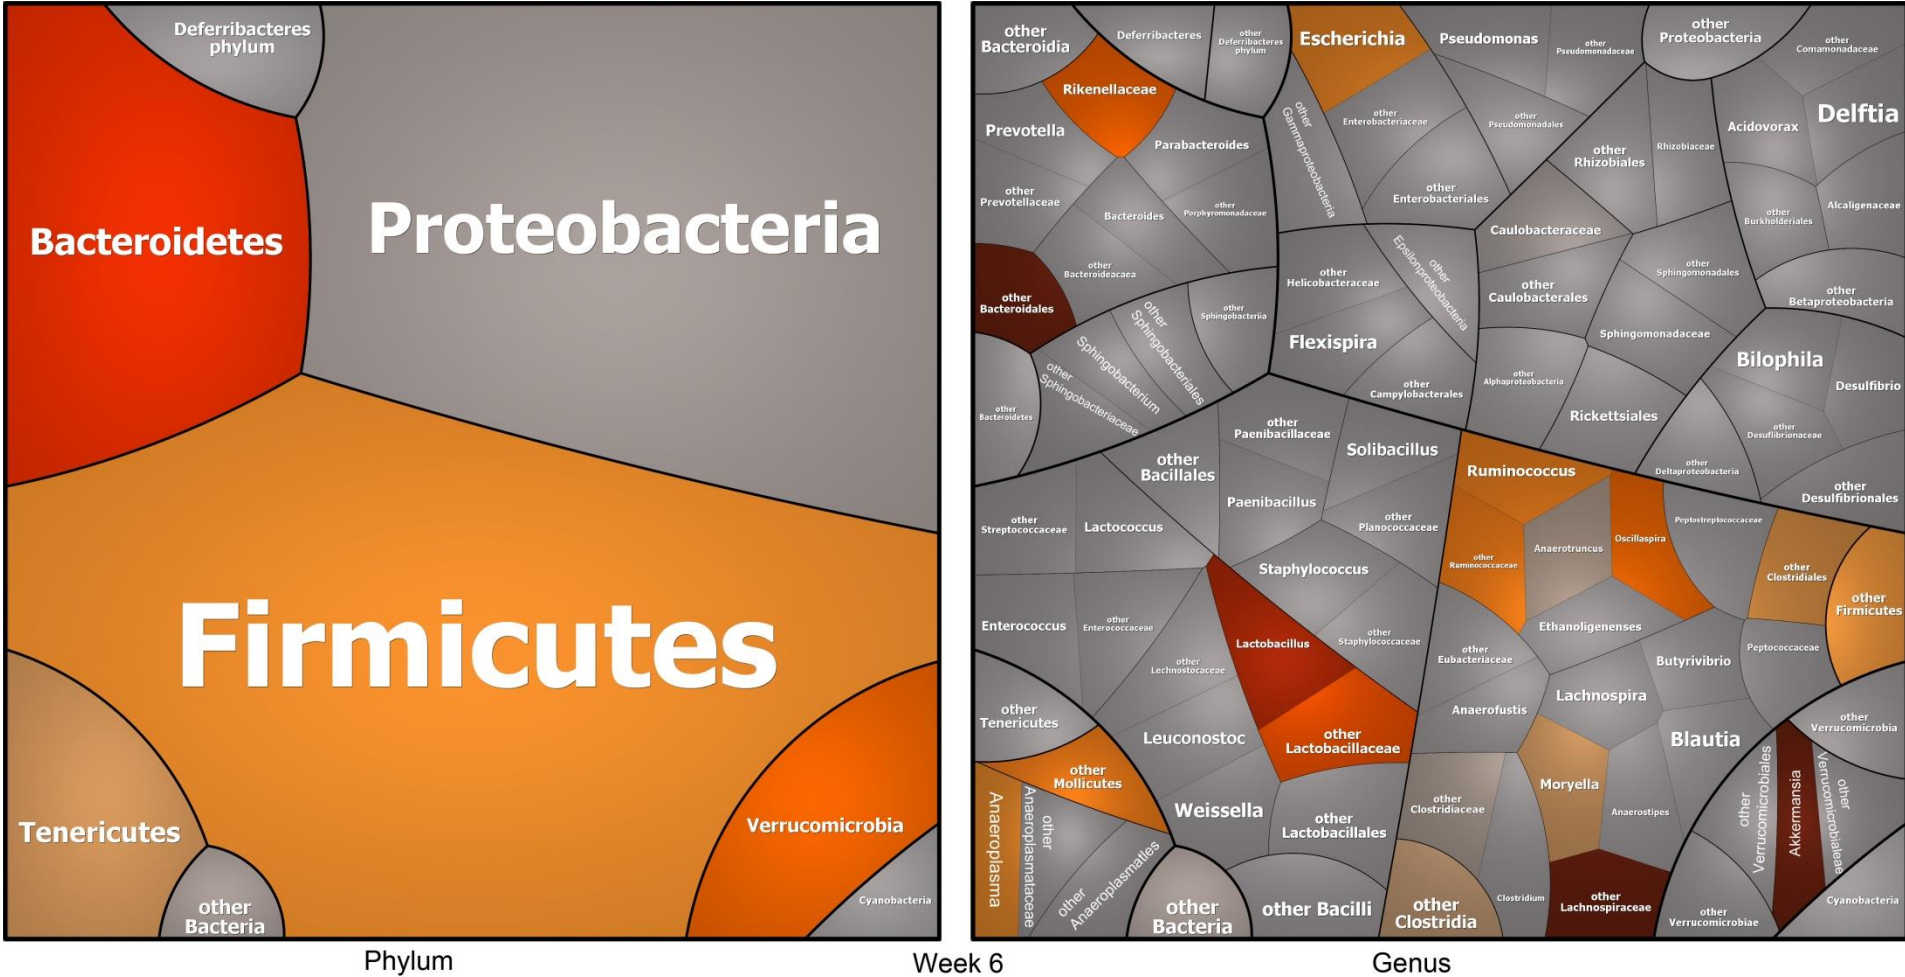 Deferribacteres
phylum
Bacteroidetes
Proteobacteria
Firmicutes
Tenericutes
Verrucomicrobia
Cyanobacteria
other
Bacteria
other
Bacteroidia
Deferribacteres
other
Deferribacteres
phylum
Rikenellaceae
Prevotella
Parabacteroides
other
Prevotellaceae
Bacteroides
other
Porphyromonadaceae
other
Bacteroideacaea
other
Bacteroidales
other
Sphingobacteriia
other
Sphingobacteriales
Sphingobacterium
other
Sphingobacteriaceae
other
Bacteroidetes
Escherichia
Pseudomonas
other
Pseudomonadaceae
other
Proteobacteria
other
Comamonadaceae
other
Gammaproteobacteria
other
Enterobacteriaceae
other
Pseudomonadales
other
Enterobacteriales
other
Rhizobiales
Rhizobiaceae
Acidovorax
Delftia
other
Burkholderiales
Alcaligenaceae
other
Betaproteobacteria
Caulobacteraceae
other
Caulobacterales
other
Sphingomonadales
Sphingomonadaceae
other
Helicobacteraceae
other
Epsilonproteobacteria
Flexispira
other
Campylobacterales
other
Alphaproteobacteria
Rickettsiales
Bilophila
Desulfibrio
other
Desuflibrionaceae
other
Deltaproteobacteria
other
Desulfibrionales
other
Paenibacillaceae
Solibacillus
other
Bacillales
Paenibacillus
other
Planococcaceae
other
Streptococcaceae
Lactococcus
Staphylococcus
other
Staphylococcaceae
Enterococcus
other
Enterococcaceae
other
Lechnostocaceae
Lactobacillus
other
Lactobacillaceae
Leuconostoc
Weissella
other
Lactobacillales
other Bacilli
other
Tenericutes
other
Mollicutes
Anaeroplasma
other
Anaeroplasmataceae
other
Anaeroplasmatles
other
Bacteria
Ruminococcus
other
Ruminococcaceae
Anaerotruncus
Oscillaspira
Peptostreptococcaceae
other
Clostridiales
other
Firmicutes
Ethanoligenenses
other
Eubacteriaceae
Butyrivibrio
Peptococcaceae
Anaerofustis
Lachnospira
Blautia
Moryella
Anaerostipes
other
Clostridiaceae
Clostridium
other
Lachnospiraceae
other
Clostridia
other
Verrucomicrobia
other
Verrucomicrobiales
Akkermansia
other
Verrucomicrobialeae
other
Verrucomicrobiae
Cyanobacteria
Phylum
Week 6
Genus